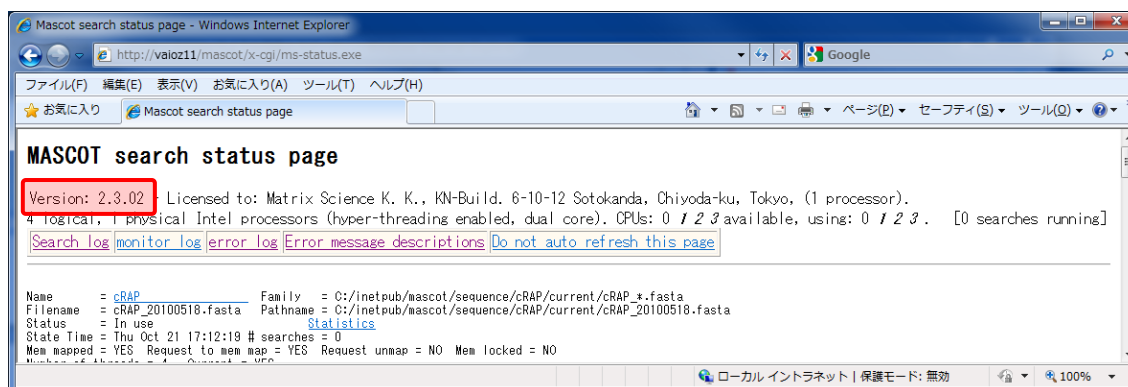 Mascot search status page - Windows Internet Explorer
http://vaioz11/mascot/x-cgi/ms-status.exe
Google
ファイル(F) 編集(E) 表示(V) お気に入り(A) ツール(T) ヘルプ(H)
お気に入り Mascot search status page ページ(P) セーフティ(S) ツール(O)
MASCOT search status page
Version: 2.3.02 - Licensed to: Matrix Science K. K., KN-Build. 6-10-12 Sotokanda, Chiyoda-ku, Tokyo, (1 processor).
4 logical, 1 physical Intel processors (hyper-threading enabled, dual core). CPUs: 0 1 2 3 available, using: 0 1 2 3 . [0 searches running]
Search log monitor log error log Error message descriptions Do not auto refresh this page
Name = cRAP Family = C:/inetpub/mascot/sequence/cRAP/current/cRAP_*.fasta
Filename = cRAP_20100518.fasta Pathname = C:/inetpub/mascot/sequence/cRAP/current/cRAP_20100518.fasta
Status = In use Statistics
State Time = Thu Oct 21 17:12:19 # searches = 0
Mem mapped = YES Request to mem map = YES Request unmap = NO Mem locked = NO
Number of threads = 4 Current = YES
ローカル イントラネット | 保護モード: 無効 100%